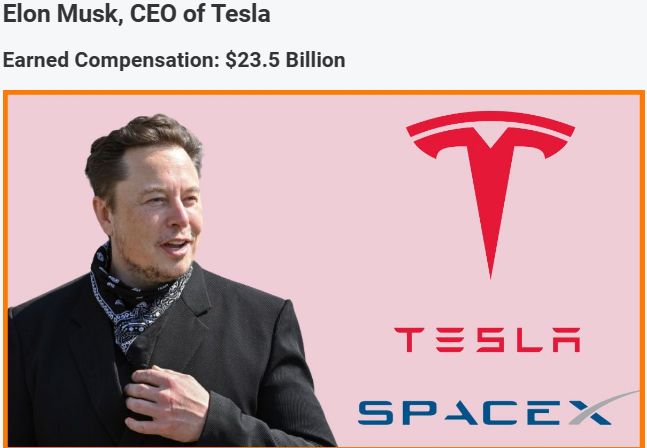 Elon Musk, CEO of Tesla
Earned Compensation: $23.5 Billion
TESLA
SPACEX